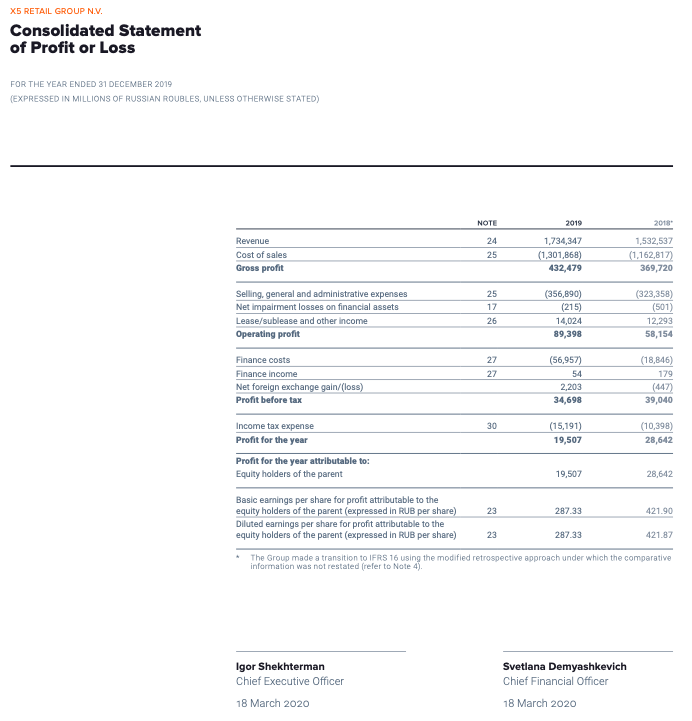 X5 RETAIL GROUP N.V.
Consolidated Statement
of Profit or Loss
FOR THE YEAR ENDED 31 DECEMBER 2019
(EXPRESSED IN MILLIONS OF RUSSIAN ROUBLES, UNLESS OTHERWISE STATED)
NOTE 2019 2018*
Revenue 24 1,734,347 1,532,537
Cost of sales 25 (1,301,868) (1,162,817)
Gross profit 432,479 369,720
Selling, general and administrative expenses 25 (356,890) (323,358)
Net impairment losses on financial assets 17 (215) (501)
Lease/sublease and other income 26 14,024 12,293
Operating profit 89,398 58,154
Finance costs 27 (56,957) (18,846)
Finance income 27 54 179
Net foreign exchange gain/(loss) 2,203 (447)
Profit before tax 34,698 39,040
Income tax expense 30 (15,191) (10,398)
Profit for the year 19,507 28,642
Profit for the year attributable to:
Equity holders of the parent 19,507 28,642
Basic earnings per share for profit attributable to the
equity holders of the parent (expressed in RUB per share) 23 287.33 421.90
Diluted earnings per share for profit attributable to the
equity holders of the parent (expressed in RUB per share) 23 287.33 421.87
* The Group made a transition to IFRS 16 using the modified retrospective approach under which the comparative
information was not restated (refer to Note 4).
Igor Shekhterman Svetlana Demyashkevich
Chief Executive Officer Chief Financial Officer
18 March 2020 18 March 2020